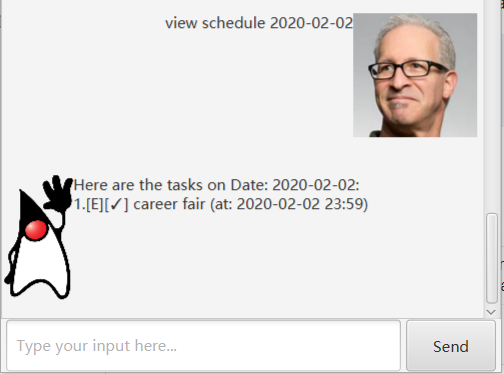 view schedule 2020-02-02
Here are the tasks on Date: 2020-02-02:
1.[E][✓] career fair (at: 2020-02-02 23:59)
Type your input here...
Send